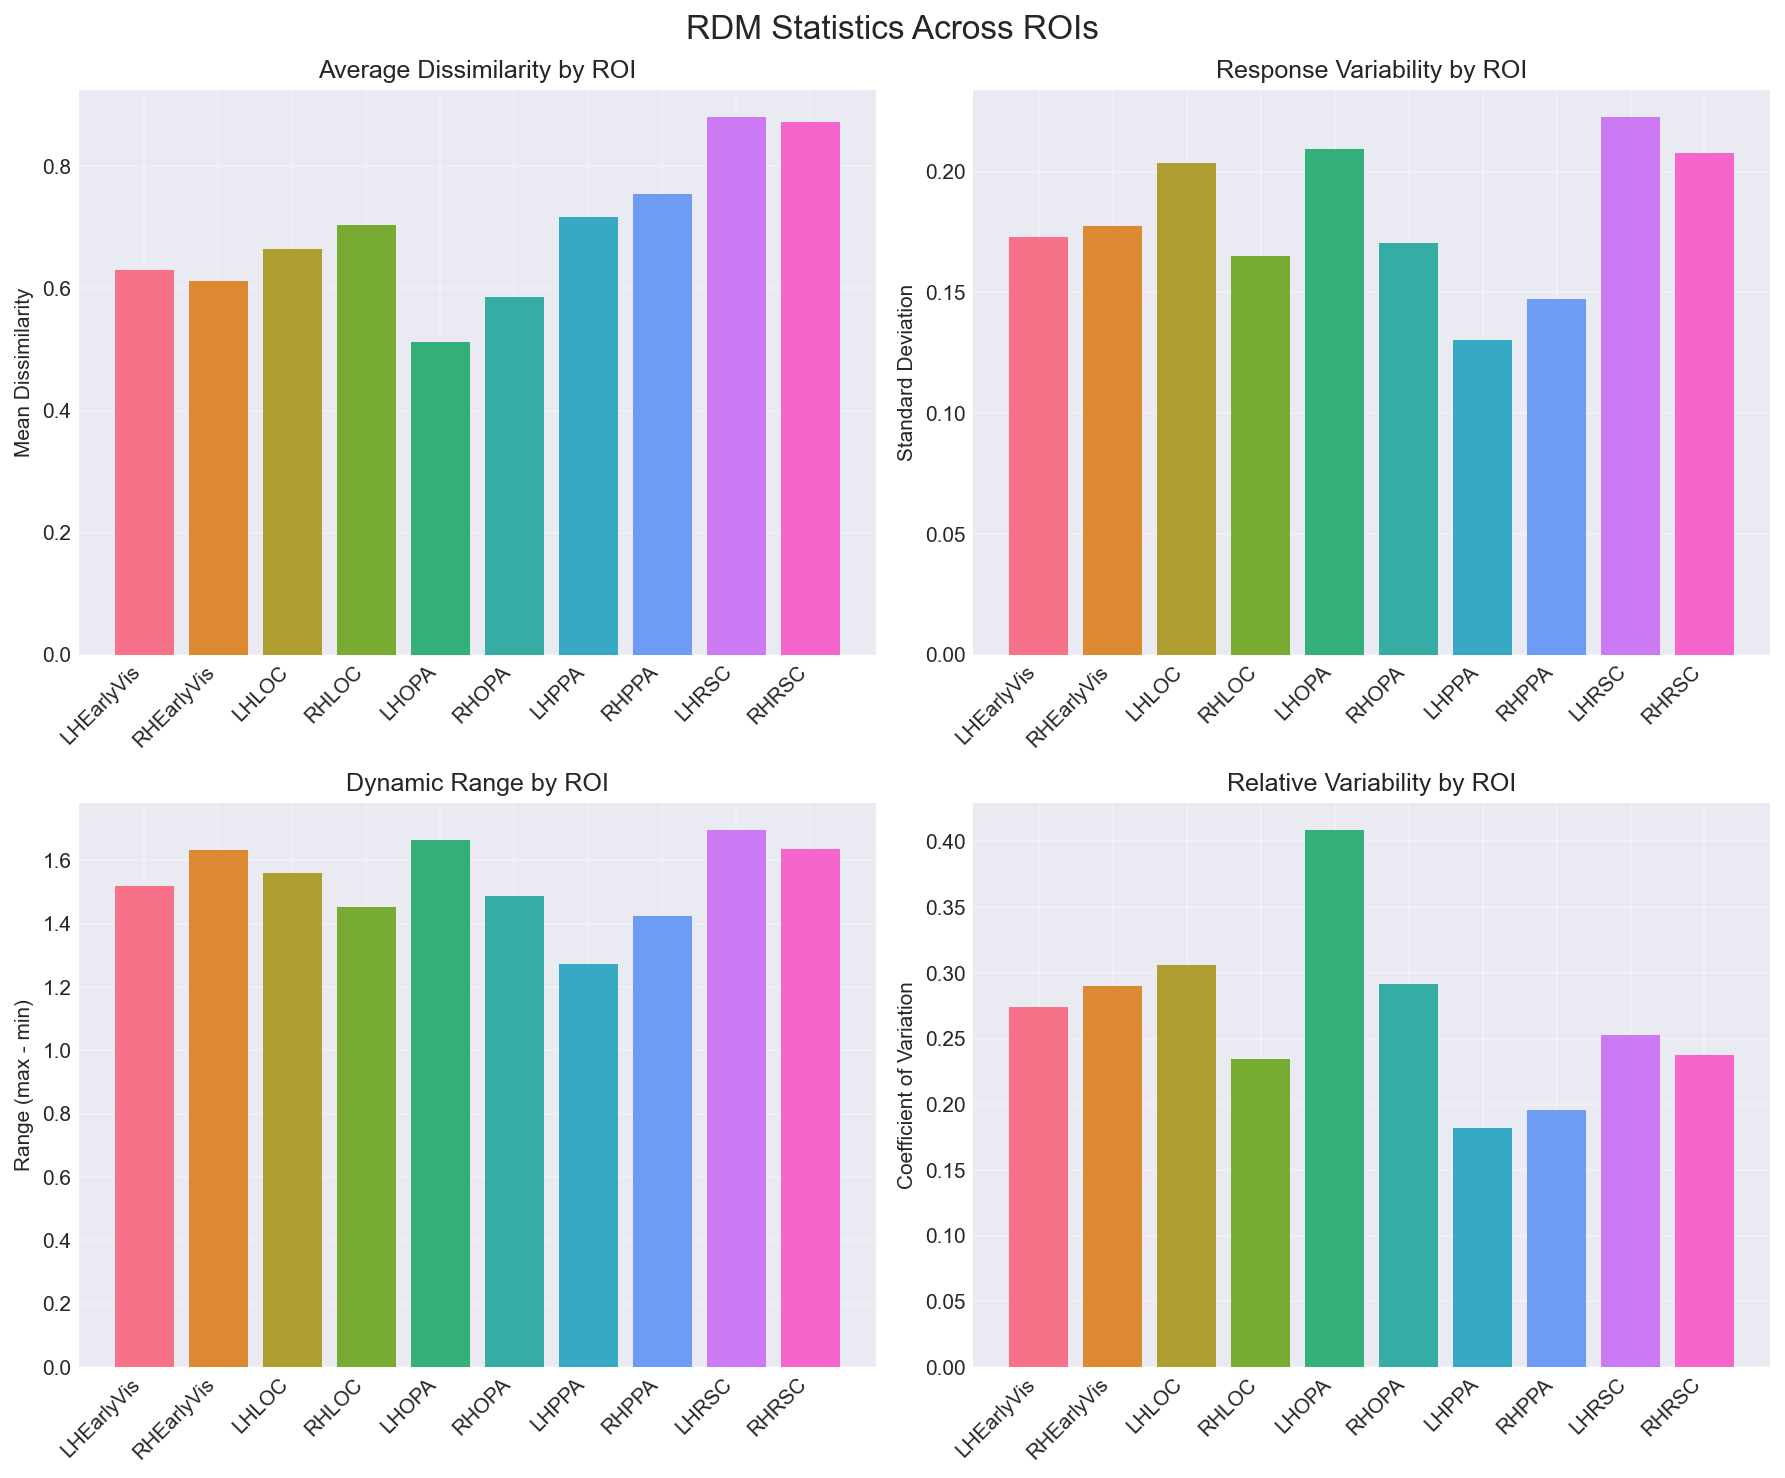 RDM Statistics Across ROIs
Average Dissimilarity by ROI
Mean Dissimilarity
0.8
0.6
0.4
0.2
0.0
LHEarlyVis
RHEarlyVis
LHLOC
RHLOC
LHOPA
RHOPA
LHPPA
RHPPA
LHRSC
RHRSC
Response Variability by ROI
Standard Deviation
0.20
0.15
0.10
0.05
0.00
LHEarlyVis
RHEarlyVis
LHLOC
RHLOC
LHOPA
RHOPA
LHPPA
RHPPA
LHRSC
RHRSC
Dynamic Range by ROI
Range (max - min)
1.6
1.4
1.2
1.0
0.8
0.6
0.4
0.2
0.0
LHEarlyVis
RHEarlyVis
LHLOC
RHLOC
LHOPA
RHOPA
LHPPA
RHPPA
LHRSC
RHRSC
Relative Variability by ROI
Coefficient of Variation
0.40
0.35
0.30
0.25
0.20
0.15
0.10
0.05
0.00
LHEarlyVis
RHEarlyVis
LHLOC
RHLOC
LHOPA
RHOPA
LHPPA
RHPPA
LHRSC
RHRSC